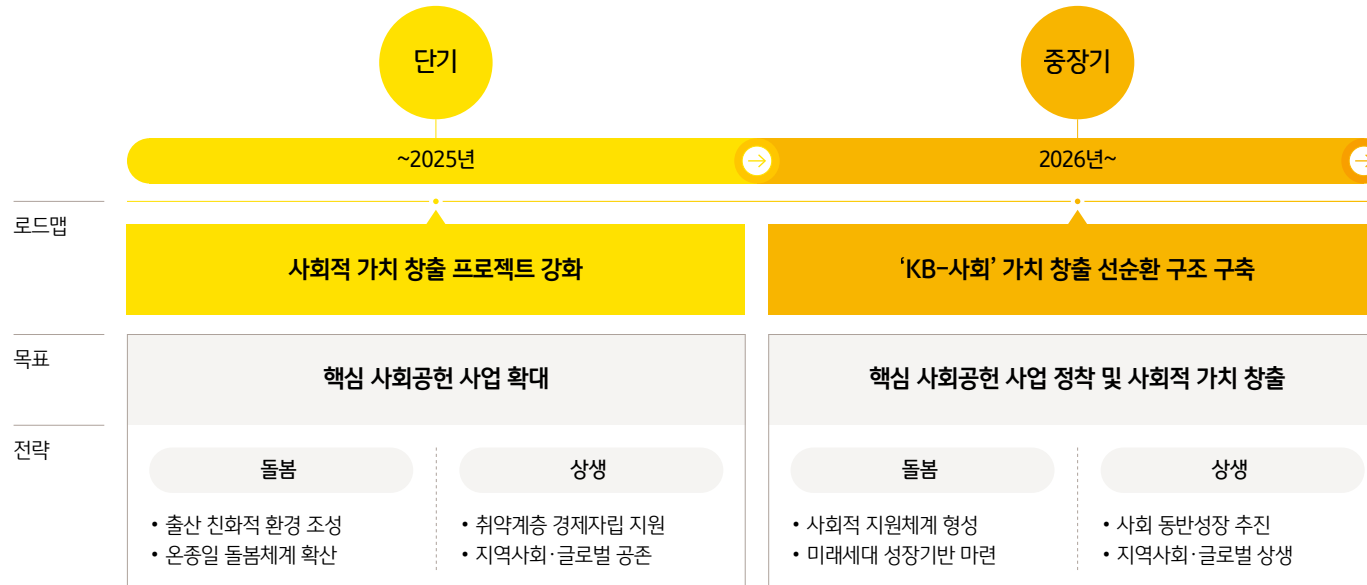 단기
중장기
~2025년
2026년~
로드맵
사회적 가치 창출 프로젝트 강화
‘KB-사회’ 가치 창출 선순환 구조 구축
목표
핵심 사회공헌 사업 확대
핵심 사회공헌 사업 정착 및 사회적 가치 창출
전략
돌봄
• 출산 친화적 환경 조성
• 온종일 돌봄체계 확산
상생
• 취약계층 경제자립 지원
• 지역사회·글로벌 공존
돌봄
• 사회적 지원체계 형성
• 미래세대 성장기반 마련
상생
• 사회 동반성장 추진
• 지역사회·글로벌 상생